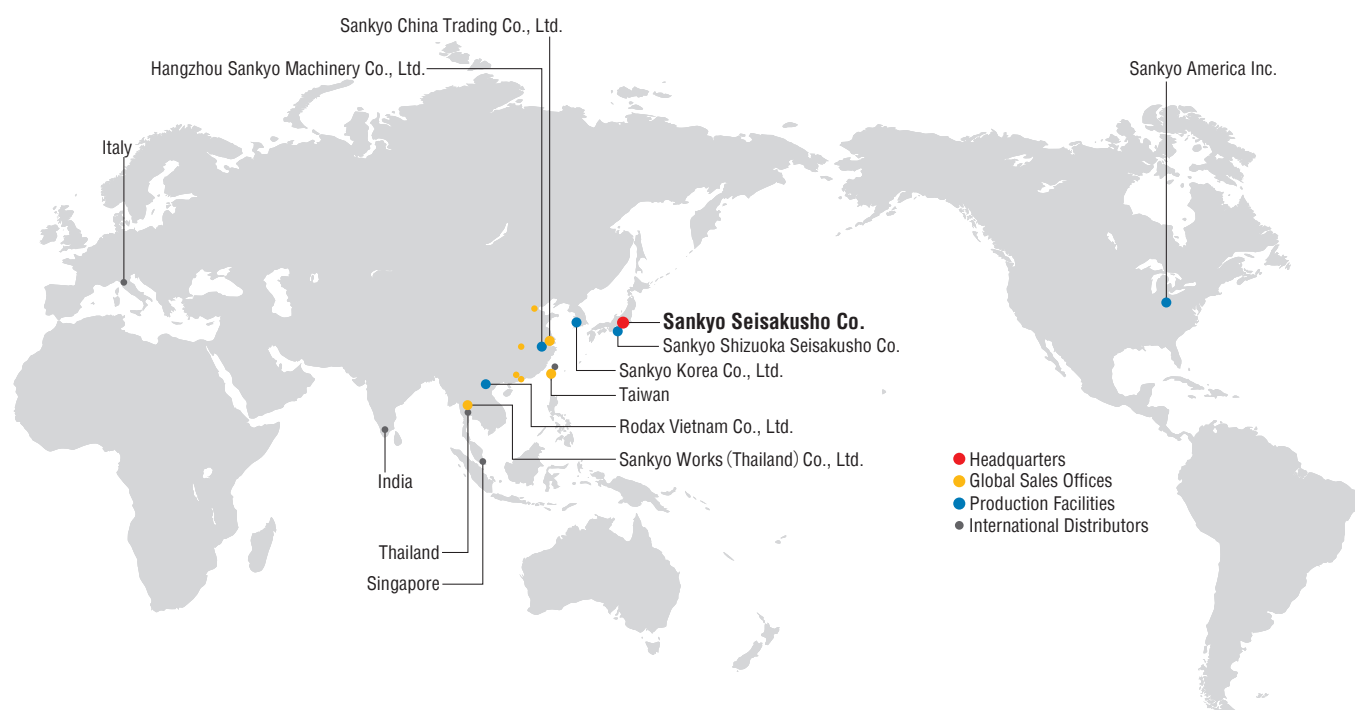 Sankyo China Trading Co., Ltd.
Hangzhou Sankyo Machinery Co., Ltd.
Sankyo America Inc.
Italy
Sankyo Seisakusho Co.
Sankyo Shizuoka Seisakusho Co.
Sankyo Korea Co., Ltd.
Taiwan
Rodax Vietnam Co., Ltd.
Sankyo Works (Thailand) Co., Ltd.
India
Thailand
Singapore
Headquarters
Global Sales Offices
Production Facilities
International Distributors